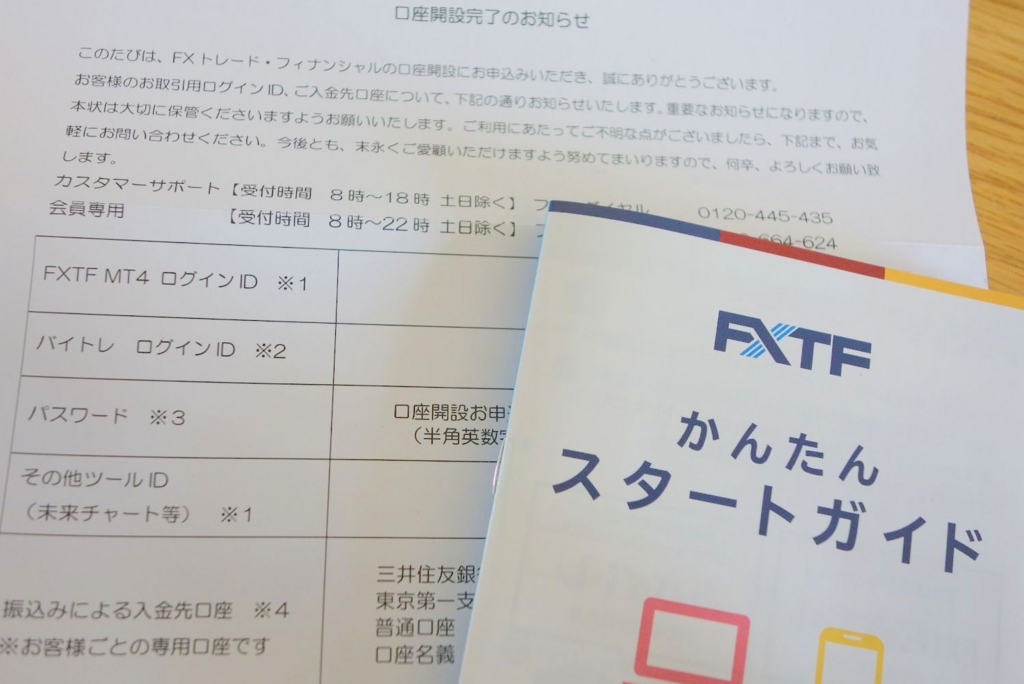 口座開設完了のお知らせ
このたびは、FXトレード・フィナンシャルの口座開設にお申込みいただき、誠にありがとうございます。
お客様のお取引用ログインID、ご入金先口座について、下記の通りお知らせいたします。重要なお知らせになりますので、
本状は大切に保管くださいますようお願いいたします。ご利用にあたってご不明な点がございましたら、下記まで、お気
軽にお問い合わせください。今後とも、末永くご愛顧いただけますよう努めてまいりますので、何卒、よろしくお願い致
します。
カスタマーサポート【受付時間 8時～18時 土日除く】 0120-445-435
会員専用 【受付時間 8時～22時 土日除く】 664-624
FXTF MT4 ログインID ※1
バイトレ ログインID ※2
パスワード ※3
口座開設お申
（半角英数字
その他ツールID
（未来チャート等） ※1
振込みによる入金先口座 ※4
※お客様ごとの専用口座です
三井住友銀
東京第一支
普通口座
口座名義
FXTF
かんたん
スタートガイド